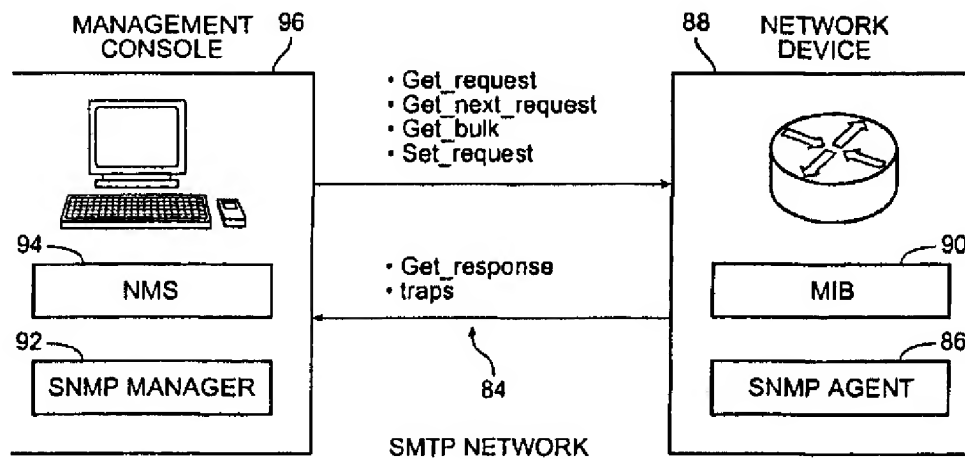 MANAGEMENT
CONSOLE
96
88
NETWORK
DEVICE
• Get_request
• Get_next_request
• Get_bulk
• Set_request
94
NMS
• Get_response
• traps
90
MIB
92
SNMP MANAGER
84
86
SNMP AGENT
SMTP NETWORK